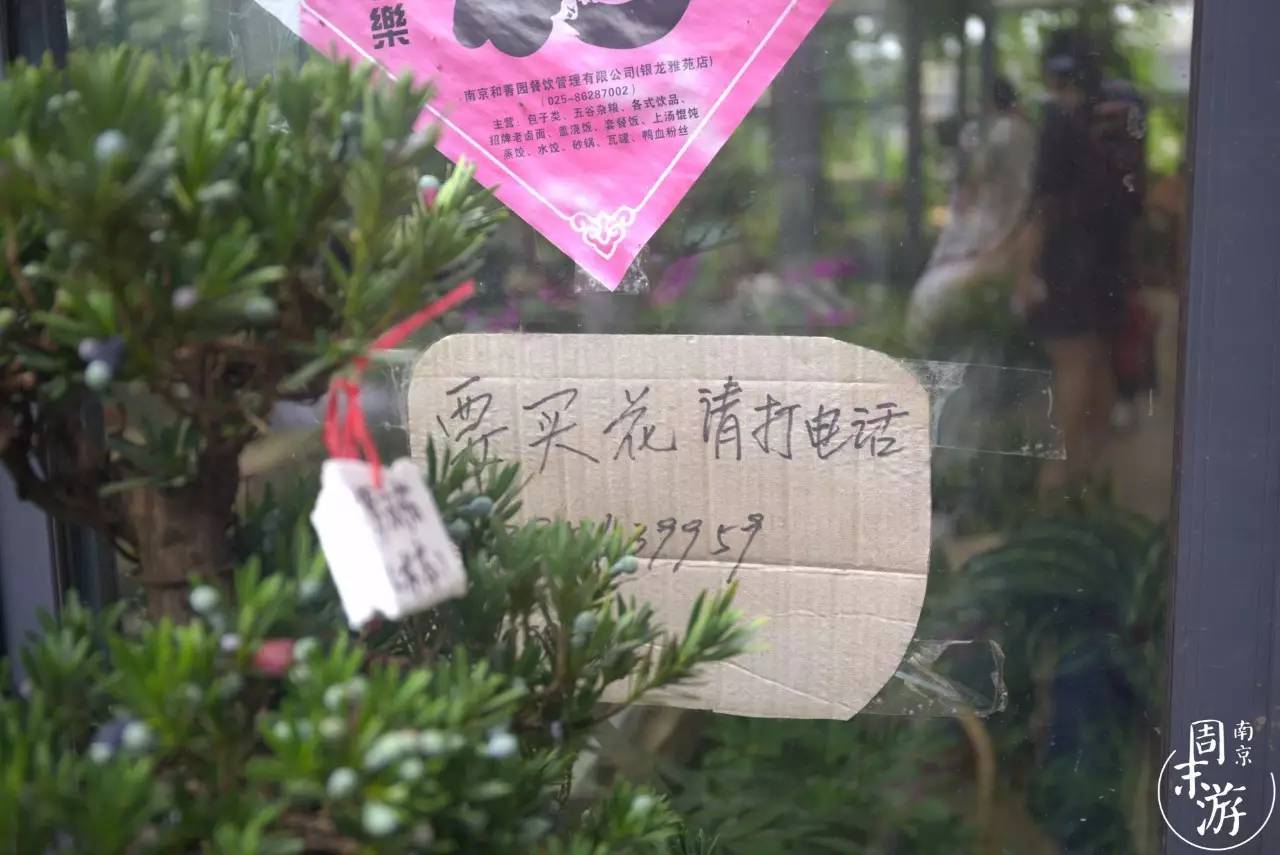 樂
南京和善园餐饮管理有限公司(银龙雅苑店)
(025-86287002)
主营：包子类、五谷杂粮、各式饮品、
招牌老卤面、盖浇饭、套餐饭、上汤馄饨
蒸饺、水饺、砂锅、瓦罐、鸭血粉丝
要买花请打电话
39959
周末游
南京